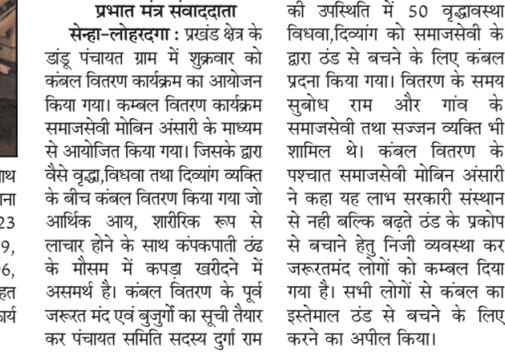 प्रभात मंत्र संवाददाता
सेन्हा-लोहरदगा : प्रखंड क्षेत्र के
डांडू पंचायत ग्राम में शुक्रवार को
कंबल वितरण कार्यक्रम का आयोजन
किया गया। कम्बल वितरण कार्यक्रम
समाजसेवी मोबिन अंसारी के माध्यम
से आयोजित किया गया। जिसके द्वारा
वैसे वृद्धा,विधवा तथा दिव्यांग व्यक्ति
के बीच कंबल वितरण किया गया जो
आर्थिक आय, शारीरिक रूप से
लाचार होने के साथ कंपकपाती ठंढ
के मौसम में कपड़ा खरीदने में
असमर्थ है। कंबल वितरण के पूर्व
जरूरत मंद एवं बुजुर्गो का सूची तैयार
कर पंचायत समिति सदस्य दुर्गा राम
की उपस्थिति में 50 वृद्धावस्था
विधवा,दिव्यांग को समाजसेवी के
द्वारा ठंड से बचने के लिए कंबल
प्रदना किया गया। वितरण के समय
सुबोध राम और गांव के
समाजसेवी तथा सज्जन व्यक्ति भी
शामिल थे। कंबल वितरण के
पश्चात समाजसेवी मोबिन अंसारी
ने कहा यह लाभ सरकारी संस्थान
से नही बल्कि बढ़ते ठंड के प्रकोप
से बचाने हेतु निजी व्यवस्था कर
जरूरतमंद लोगों को कम्बल दिया
गया है। सभी लोगों से कंबल का
इस्तेमाल ठंड से बचने के लिए
करने का अपील किया।